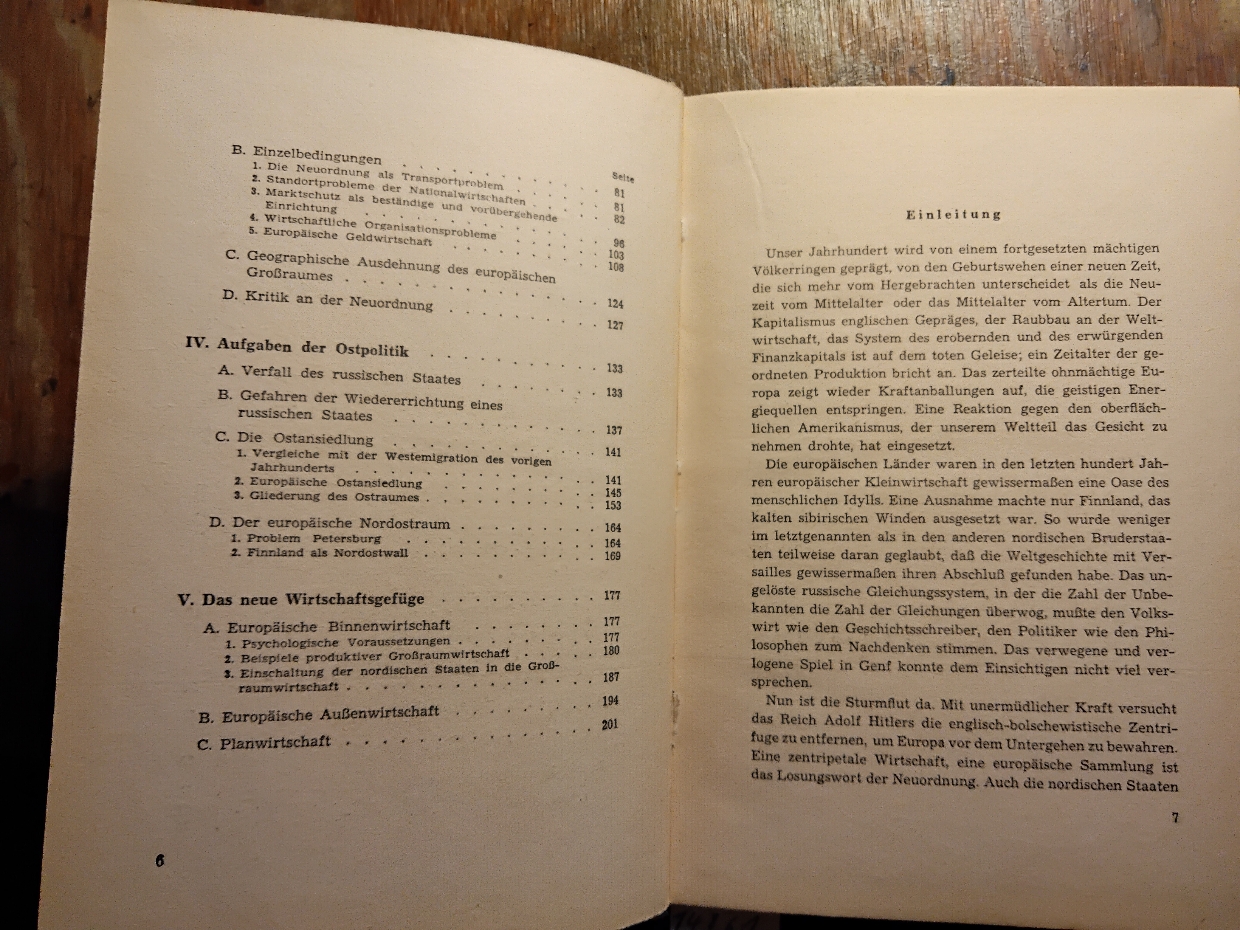 Seite
B. Einzelbedingungen . . . . . . . . . . 81
1. Die Neuordnung als Transportproblem . . . . . 81
2. Standortprobleme der Nationalwirtschaften . . . . 82
3. Marktschutz als beständige und vorübergehende
Einrichtung . . . . . . . . . . . 96
4. Wirtschaftliche Organisationsprobleme . . . . . 103
5. Europäische Geldwirtschaft . . . . . . . . 108
C. Geographische Ausdehnung des europäischen
Großraumes . . . . . . . . . . . 124
D. Kritik an der Neuordnung . . . . . . . . 127
IV. Aufgaben der Ostpolitik . . . . . . . . 133
A. Verfall des russischen Staates . . . . . . 133
B. Gefahren der Wiedererrichtung eines
russischen Staates . . . . . . . . . . 137
C. Die Ostansiedlung . . . . . . . . . . 141
1. Vergleiche mit der Westemigration des vorigen
Jahrhunderts . . . . . . . . . . . 141
2. Europäische Ostansiedlung . . . . . . . . 145
3. Gliederung des Ostraumes . . . . . . . . 153
D. Der europäische Nordostraum . . . . . . . 164
1. Problem Petersburg . . . . . . . . . 164
2. Finnland als Nordostwall . . . . . . . . 169
V. Das neue Wirtschaftsgefüge . . . . . . . 177
A. Europäische Binnenwirtschaft . . . . . . 177
1. Psychologische Voraussetzungen . . . . . . 177
2. Beispiele produktiver Großraumwirtschaft . . . . 180
3. Einschaltung der nordischen Staaten in die Groß-
raumwirtschaft . . . . . . . . . . . 187
B. Europäische Außenwirtschaft . . . . . . . 194
C. Planwirtschaft . . . . . . . . . . . 201
6
Einleitung
Unser Jahrhundert wird von einem fortgesetzten mächtigen
Völkerringen geprägt, von den Geburtswehen einer neuen Zeit,
die sich mehr vom Hergebrachten unterscheidet als die Neu-
zeit vom Mittelalter oder das Mittelalter vom Altertum. Der
Kapitalismus englischen Gepräges, der Raubbau an der Welt-
wirtschaft, das System des erobernden und des erwürgenden
Finanzkapitals ist auf dem toten Geleise; ein Zeitalter der ge-
ordneten Produktion bricht an. Das zerteilte ohnmächtige Eu-
ropa zeigt wieder Kraftanballungen auf, die geistigen Ener-
giequellen entspringen. Eine Reaktion gegen den oberfläch-
lichen Amerikanismus, der unserem Weltteil das Gesicht zu
nehmen drohte, hat eingesetzt.
Die europäischen Länder waren in den letzten hundert Jah-
ren europäischer Kleinwirtschaft gewissermaßen eine Oase des
menschlichen Idylls. Eine Ausnahme machte nur Finnland, das
kalten sibirischen Winden ausgesetzt war. So wurde weniger
im letztgenannten als in den anderen nordischen Bruderstaa-
ten teilweise daran geglaubt, daß die Weltgeschichte mit Ver-
sailles gewissermaßen ihren Abschluß gefunden habe. Das un-
gelöste russische Gleichungssystem, in der die Zahl der Unbe-
kannten die Zahl der Gleichungen überwog, mußte den Volks-
wirt wie den Geschichtsschreiber, den Politiker wie den Phi-
losophen zum Nachdenken stimmen. Das verwegene und ver-
logene Spiel in Genf konnte dem Einsichtigen nicht viel ver-
sprechen.
Nun ist die Sturmflut da. Mit unermüdlicher Kraft versucht
das Reich Adolf Hitlers die englisch-bolschewistische Zentri-
fuge zu entfernen, um Europa vor dem Untergehen zu bewahren.
Eine zentripetale Wirtschaft, eine europäische Sammlung ist
das Losungswort der Neuordnung. Auch die nordischen Staaten
7